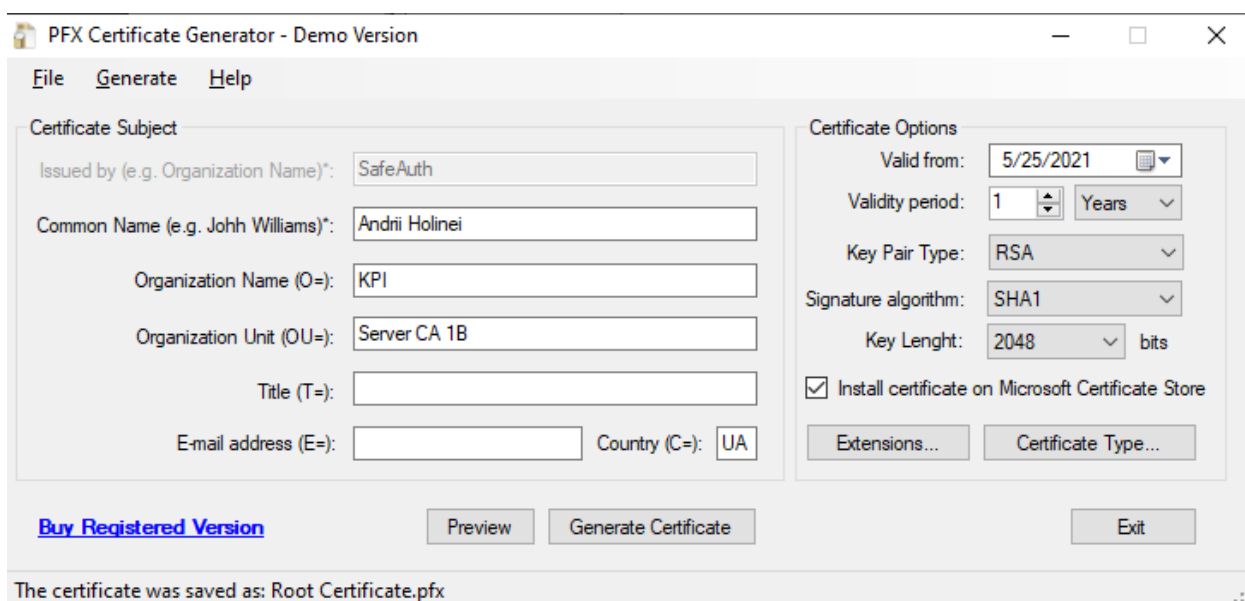 PFX Certificate Generator - Demo Version
File Generate Help
Certificate Subject
Issued by (e.g. Organization Name)*: SafeAuth
Common Name (e.g. Johh Williams)*: Andrii Holinei
Organization Name (O=): KPI
Organization Unit (OU=): Server CA 1B
Title (T=):
E-mail address (E=): Country (C=): UA
Certificate Options
Valid from: 5/25/2021
Validity period: 1 Years
Key Pair Type: RSA
Signature algorithm: SHA1
Key Lenght: 2048 bits
Install certificate on Microsoft Certificate Store
Extensions... Certificate Type...
Buy Registered Version Preview Generate Certificate Exit
The certificate was saved as: Root Certificate.pfx